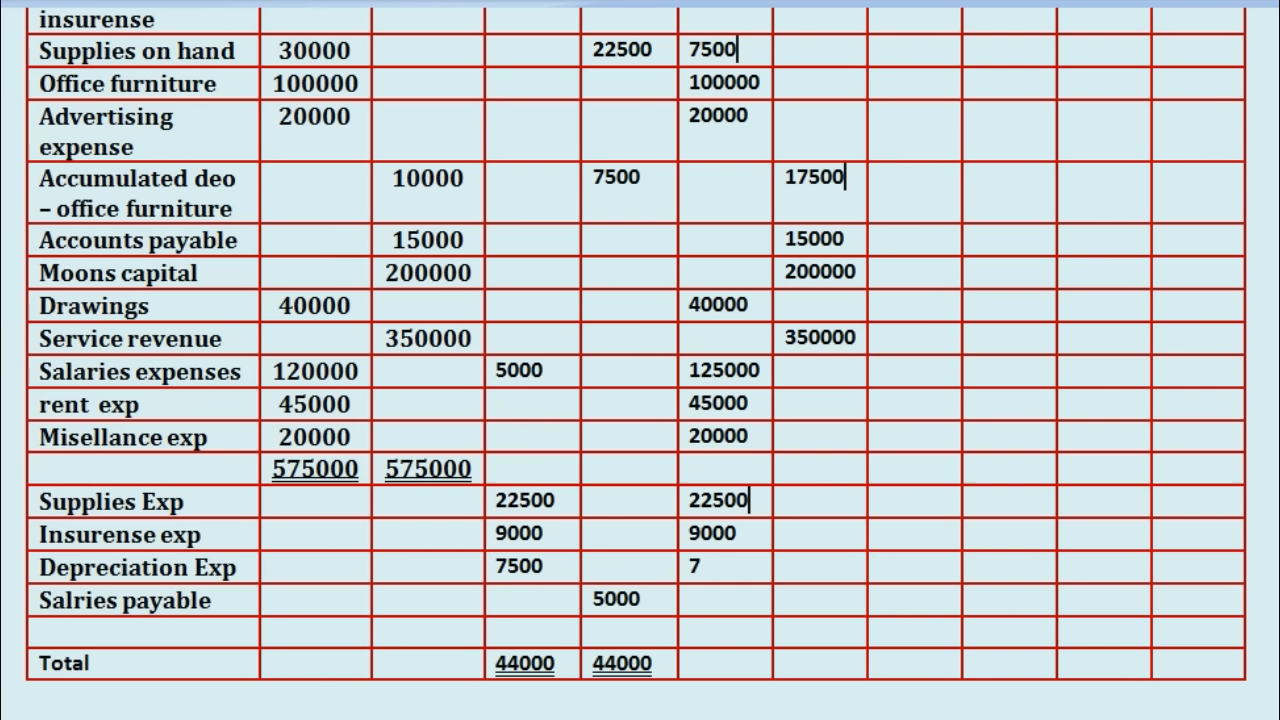 insurense
Supplies on hand 30000 22500 7500
Office furniture 100000 100000
Advertising 20000 20000
expense
Accumulated deo 10000 7500 17500
– office furniture
Accounts payable 15000 15000
Moons capital 200000 200000
Drawings 40000 40000
Service revenue 350000 350000
Salaries expenses 120000 5000 125000
rent exp 45000 45000
Misellance exp 20000 20000
575000 575000
Supplies Exp 22500 22500
Insurense exp 9000 9000
Depreciation Exp 7500 7
Salries payable 5000
Total 44000 44000